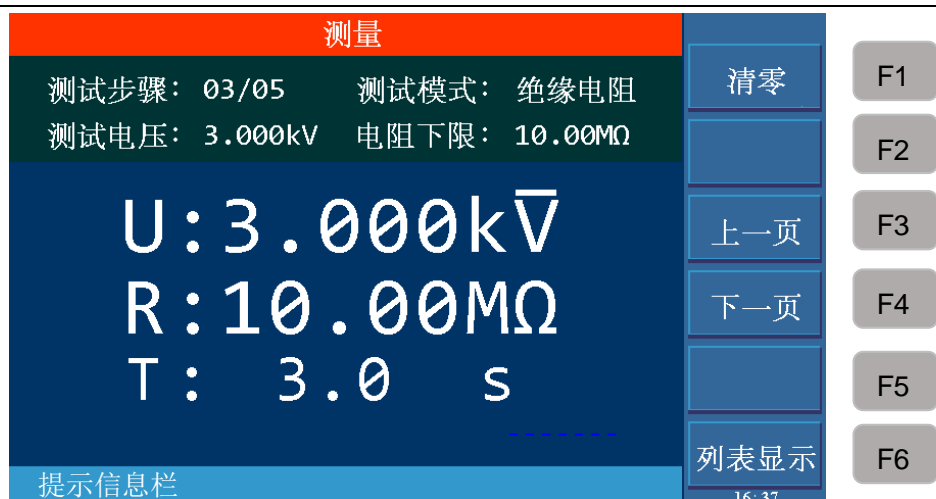 测量
测试步骤: 03/05 测试模式: 绝缘电阻
测试电压: 3.000kV 电阻下限: 10.00MΩ
U:3.000kV̅
R:10.00MΩ
T: 3.0 s
-------
提示信息栏
清零
上一页
下一页
列表显示
16:37
F1
F2
F3
F4
F5
F6